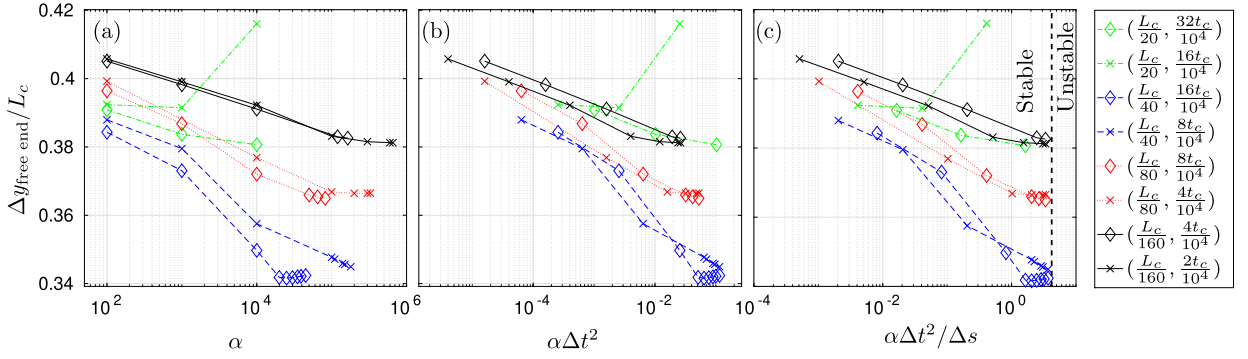 (a)
(b)
(c)
Δy_free end/L_c
0.42
0.4
0.38
0.36
0.34
10^2
10^4
10^6
α
10^-4
10^-2
αΔt^2
10^-4
10^-2
10^0
αΔt^2/Δs
Stable
Unstable
(L_c/20, 32t_c/10^4)
(L_c/20, 16t_c/10^4)
(L_c/40, 16t_c/10^4)
(L_c/40, 8t_c/10^4)
(L_c/80, 8t_c/10^4)
(L_c/80, 4t_c/10^4)
(L_c/160, 4t_c/10^4)
(L_c/160, 2t_c/10^4)